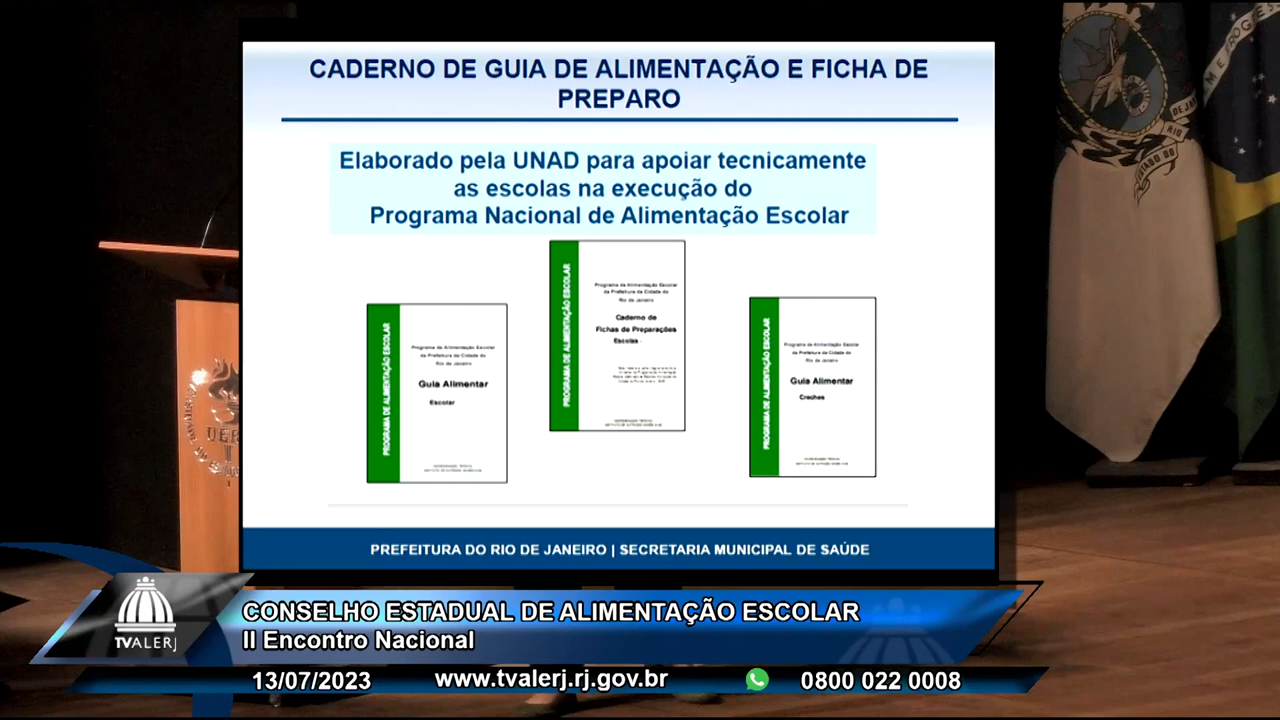 CADERNO DE GUIA DE ALIMENTAÇÃO E FICHA DE
PREPARO
Elaborado pela UNAD para apoiar tecnicamente
as escolas na execução do
Programa Nacional de Alimentação Escolar
PROGRAMA DE ALIMENTAÇÃO ESCOLAR
Programa de Alimentação Escolar
da Prefeitura da Cidade do
Rio de Janeiro
Guia Alimentar
Escolar
PROGRAMA DE ALIMENTAÇÃO ESCOLAR
Programa da Alimentação Escolar
da Prefeitura da Cidade do
Rio de Janeiro
Caderno de
Fichas de Preparações
Escolas
PROGRAMA DE ALIMENTAÇÃO ESCOLAR
Programa de Alimentação Escolar
da Prefeitura da Cidade do
Rio de Janeiro
Guia Alimentar
Creches
PREFEITURA DO RIO DE JANEIRO | SECRETARIA MUNICIPAL DE SAÚDE
UERJ
TVALERJ
CONSELHO ESTADUAL DE ALIMENTAÇÃO ESCOLAR
II Encontro Nacional
13/07/2023
www.tvalerj.rj.gov.br
0800 022 0008